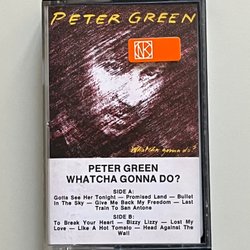 PETER GREEN
Whatcha gonna do?
PETER GREEN
WHATCHA GONNA DO?
SIDE A:
Gotta See Her Tonight — Promised Land — Bullet
In The Sky — Give Me Back My Freedom — Last
Train To San Antone
SIDE B:
To Break Your Heart — Bizzy Lizzy — Lost My
Love — Like A Hot Tomato — Head Against The
Wall